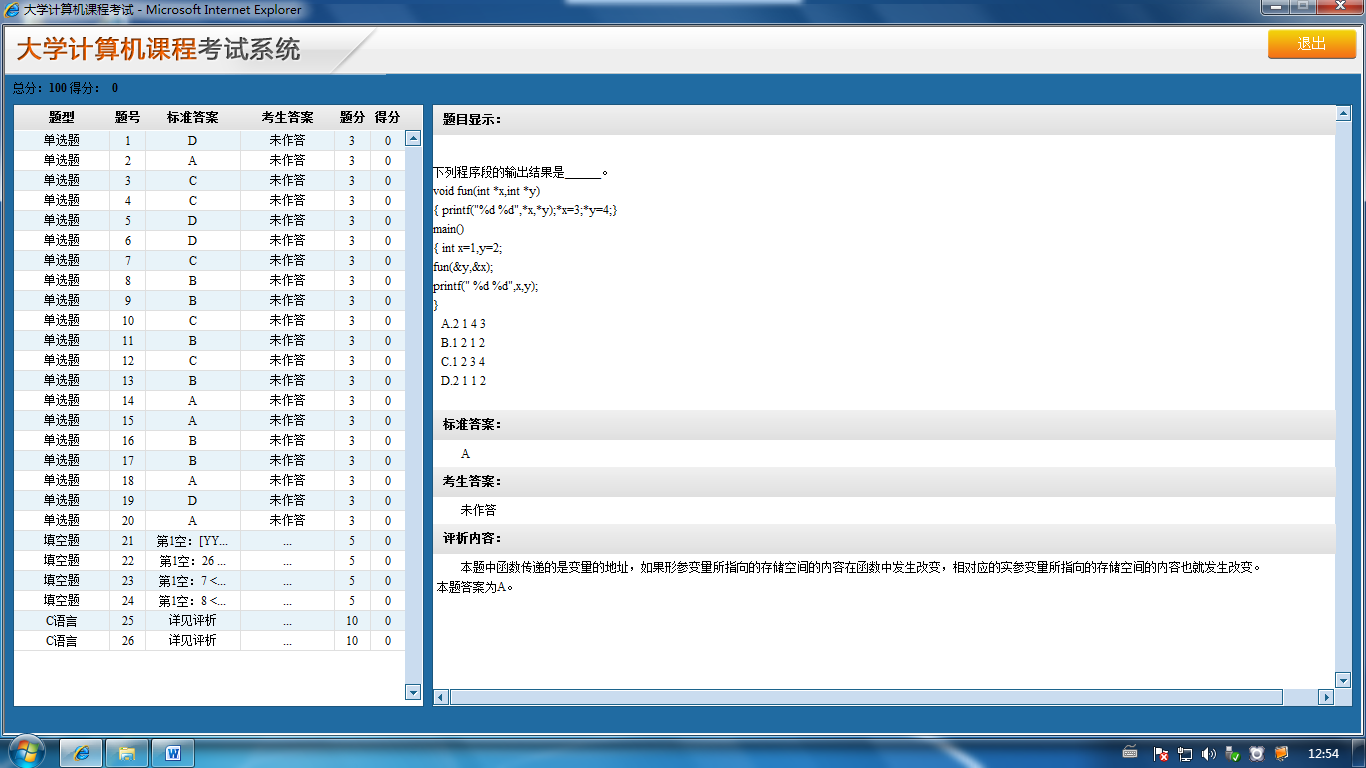 大学计算机课程考试 - Microsoft Internet Explorer
大学计算机课程考试系统
退出
总分：100 得分： 0
题型 题号 标准答案 考生答案 题分 得分
单选题 1 D 未作答 3 0
单选题 2 A 未作答 3 0
单选题 3 C 未作答 3 0
单选题 4 C 未作答 3 0
单选题 5 D 未作答 3 0
单选题 6 D 未作答 3 0
单选题 7 C 未作答 3 0
单选题 8 B 未作答 3 0
单选题 9 B 未作答 3 0
单选题 10 C 未作答 3 0
单选题 11 B 未作答 3 0
单选题 12 C 未作答 3 0
单选题 13 B 未作答 3 0
单选题 14 A 未作答 3 0
单选题 15 A 未作答 3 0
单选题 16 B 未作答 3 0
单选题 17 B 未作答 3 0
单选题 18 A 未作答 3 0
单选题 19 D 未作答 3 0
单选题 20 A 未作答 3 0
填空题 21 第1空：[YY... ... 5 0
填空题 22 第1空：26 ... ... 5 0
填空题 23 第1空：7 <... ... 5 0
填空题 24 第1空：8 <... ... 5 0
C语言 25 详见评析 ... 10 0
C语言 26 详见评析 ... 10 0
题目显示：
下列程序段的输出结果是______。
void fun(int *x,int *y)
{ printf("%d %d",*x,*y);*x=3;*y=4;}
main()
{ int x=1,y=2;
fun(&y,&x);
printf(" %d %d",x,y);
}
A.2 1 4 3
B.1 2 1 2
C.1 2 3 4
D.2 1 1 2
标准答案：
A
考生答案：
未作答
评析内容：
本题中函数传递的是变量的地址，如果形参变量所指向的存储空间的内容在函数中发生改变，相对应的实参变量所指向的存储空间的内容也就发生改变。
本题答案为A。
12:54